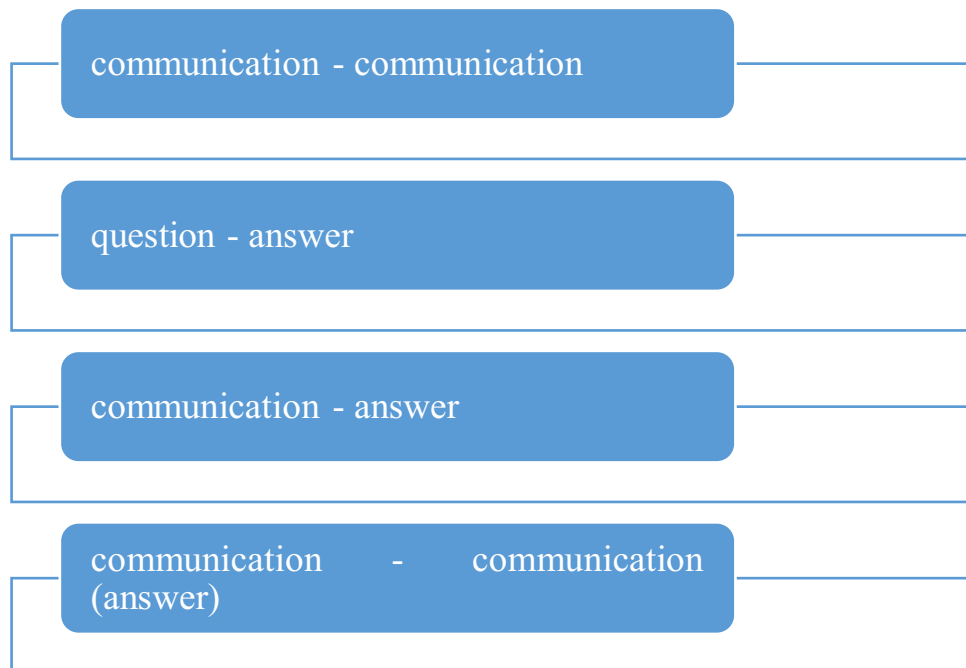 communication - communication
question - answer
communication - answer
communication - communication
(answer)